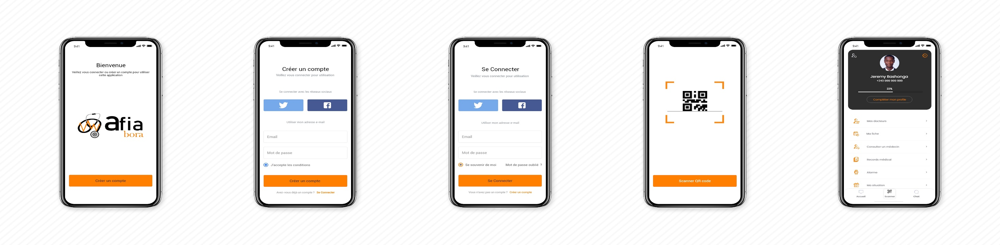 9:41
Bienvenue
Veillez vous connecter ou créer un compte pour utiliser
cette application
afia
bora
Créer un compte
9:41
Créer un compte
Veillez vous connecter pour utilisation
Se connecter avec les réseaux sociaux
Utiliser mon adresse e-mail
Email
Mot de passe
J'accepte les conditions
Créer un compte
Avez-vous déjà un compte ? Se Connecter
9:41
Se Connecter
Veillez vous connecter pour utilisation
Se connecter avec les réseaux sociaux
Utiliser mon adresse e-mail
Email
Mot de passe
Se souvenir de moi Mot de passe oublié ?
Se Connecter
Vous n'avez pas un compte ? Créer un compte
9:41
Scanner QR code
9:41
Jeremy Bashonga
+243 999 999 999
22%
Compléter mon profile
Mes docteurs
Ma fiche
Consulter un médecin
Records médical
Alarme
Ma situation
Accueil Scanner Chat